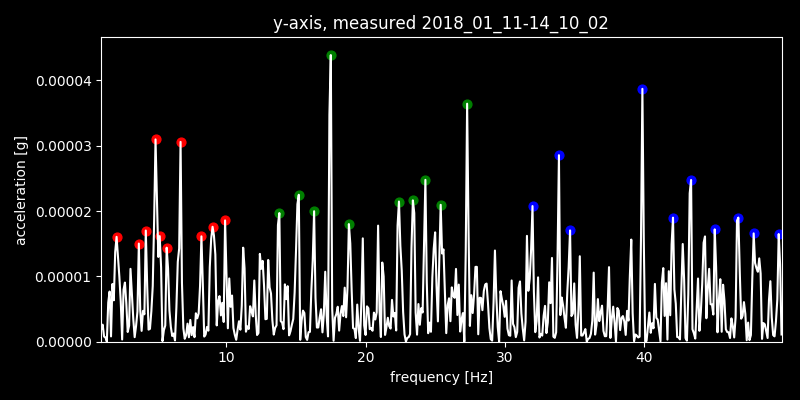 y-axis, measured 2018_01_11-14_10_02
0.00004
0.00003
0.00002
0.00001
0.00000
acceleration [g]
10 20 30 40
frequency [Hz]